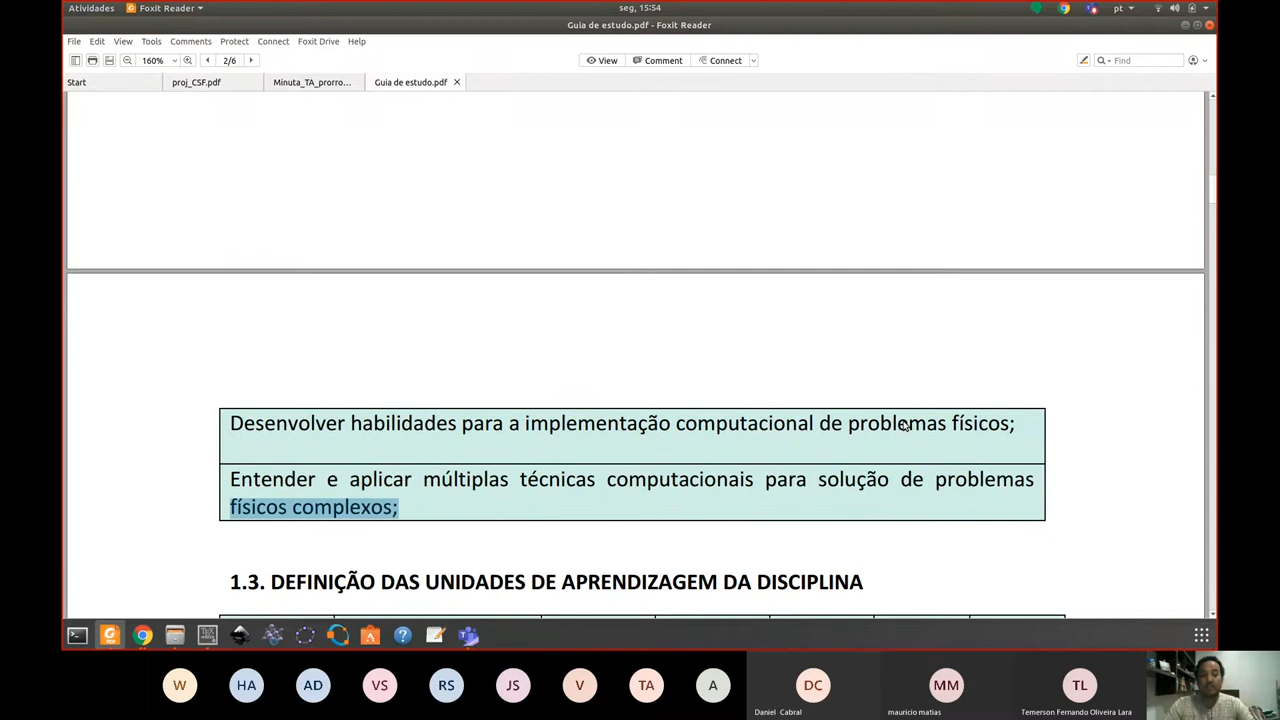 Atividades Foxit Reader seg, 15:54 pt
Guia de estudo.pdf - Foxit Reader
File Edit View Tools Comments Protect Connect Foxit Drive Help
160% 2/6 View Comment Connect Find
Start proj_CSF.pdf Minuta_TA_prorro... Guia de estudo.pdf
Desenvolver habilidades para a implementação computacional de problemas físicos;
Entender e aplicar múltiplas técnicas computacionais para solução de problemas
físicos complexos;
1.3. DEFINIÇÃO DAS UNIDADES DE APRENDIZAGEM DA DISCIPLINA
W HA AD VS RS JS V TA A DC MM TL
Daniel Cabral mauricio matias Temerson Fernando Oliveira Lara